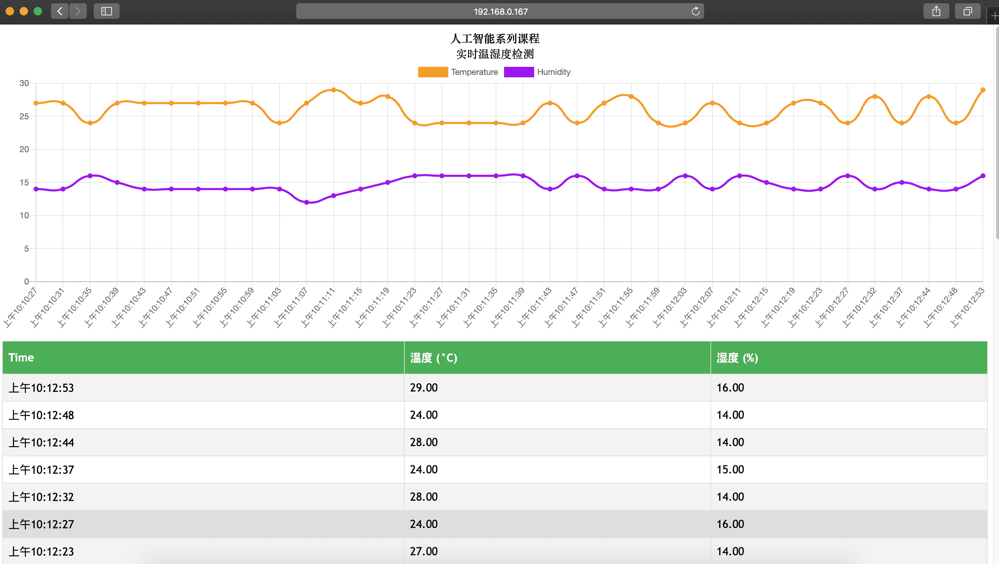 192.168.0.167
人工智能系列课程
实时温湿度检测
Temperature Humidity
30
25
20
15
10
5
0
上午10:10:27 上午10:10:31 上午10:10:35 上午10:10:39 上午10:10:43 上午10:10:47 上午10:10:51 上午10:10:55 上午10:10:59 上午10:11:03 上午10:11:07 上午10:11:11 上午10:11:15 上午10:11:19 上午10:11:23 上午10:11:27 上午10:11:31 上午10:11:35 上午10:11:39 上午10:11:43 上午10:11:47 上午10:11:51 上午10:11:55 上午10:11:59 上午10:12:03 上午10:12:07 上午10:12:11 上午10:12:15 上午10:12:19 上午10:12:23 上午10:12:27 上午10:12:32 上午10:12:37 上午10:12:44 上午10:12:48 上午10:12:53
Time 温度 (°C) 湿度 (%)
上午10:12:53 29.00 16.00
上午10:12:48 24.00 14.00
上午10:12:44 28.00 14.00
上午10:12:37 24.00 15.00
上午10:12:32 28.00 14.00
上午10:12:27 24.00 16.00
上午10:12:23 27.00 14.00